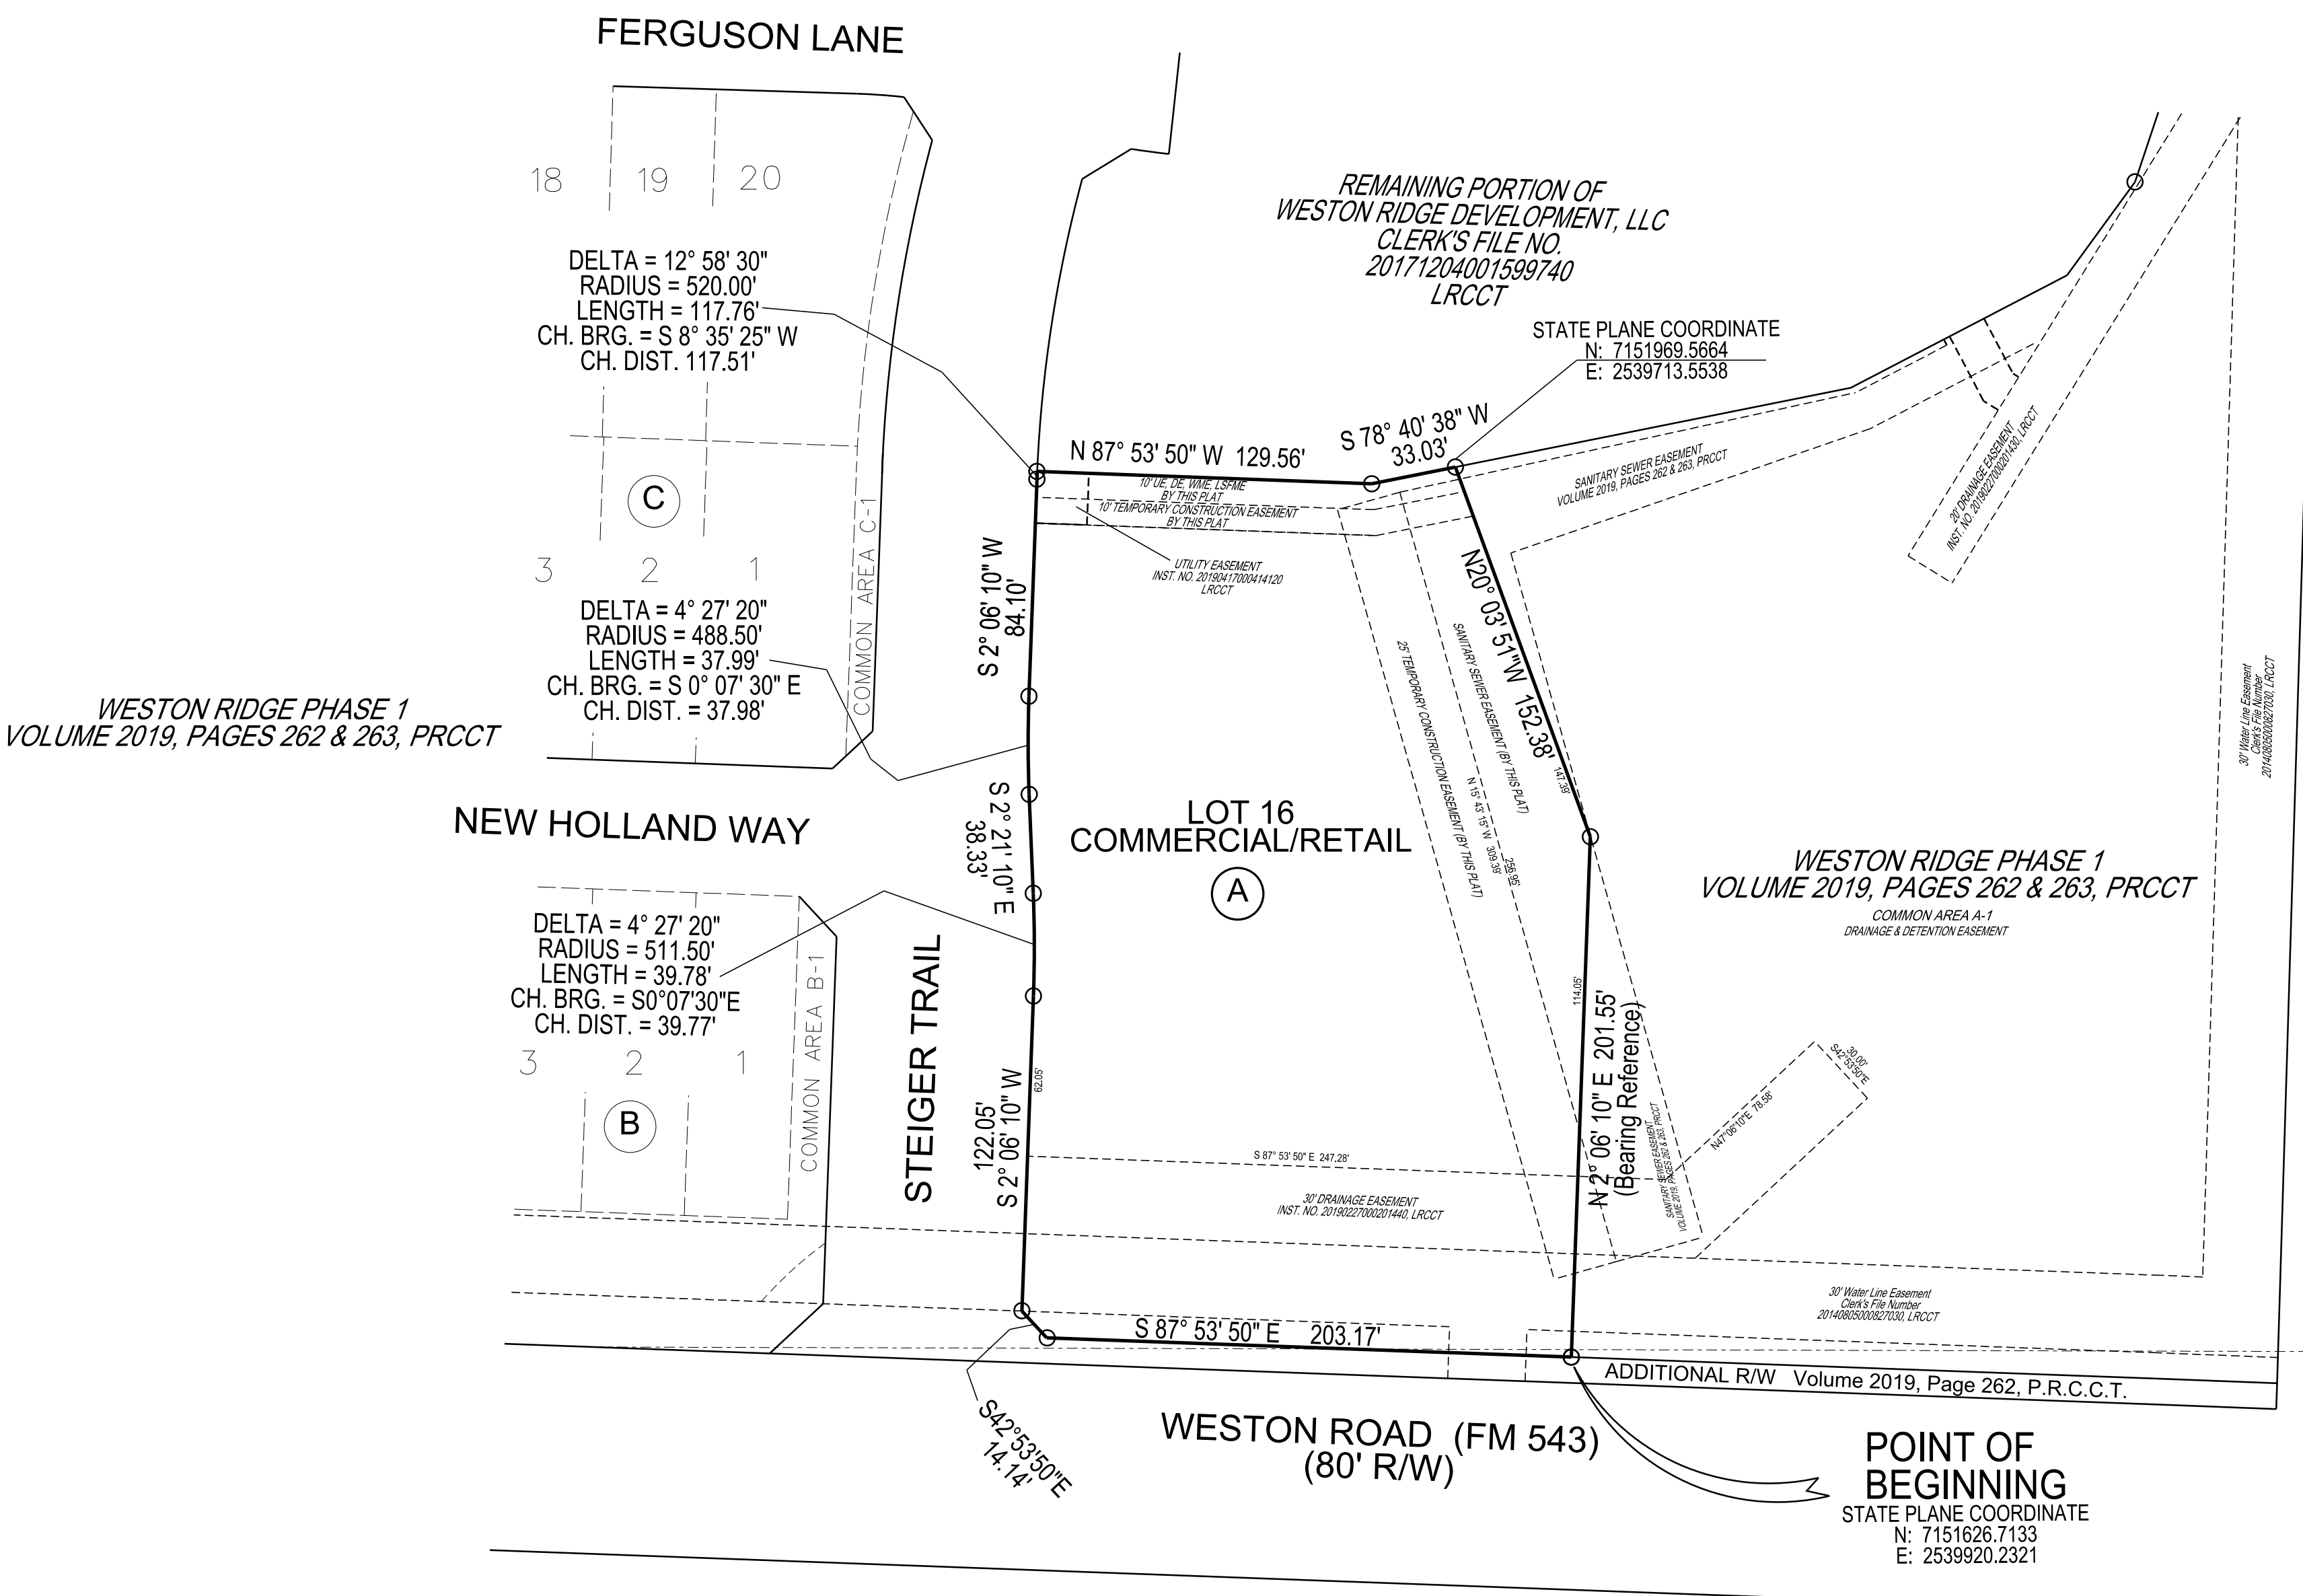 FERGUSON LANE
18
19
20
DELTA = 12° 58' 30"
RADIUS = 520.00'
LENGTH = 117.76'
CH. BRG. = S 8° 35' 25" W
CH. DIST. 117.51'
REMAINING PORTION OF
WESTON RIDGE DEVELOPMENT, LLC
CLERK'S FILE NO.
20171204001599740
LRCCT
STATE PLANE COORDINATE
N: 7151969.5664
E: 2539713.5538
N 87° 53' 50" W 129.56'
S 78° 40' 38" W
33.03'
10' UE, DE, WME, LSFME
BY THIS PLAT
10' TEMPORARY CONSTRUCTION EASEMENT
BY THIS PLAT
SANITARY SEWER EASEMENT
VOLUME 2019, PAGES 262 & 263, PRCCT
20' DRAINAGE EASEMENT
INST. NO. 20190227000201430, LRCCT
C
COMMON AREA C-1
3
2
1
UTILITY EASEMENT
INST. NO. 20190417000414120
LRCCT
S 2° 06' 10" W
84.10'
N20° 03' 51"W 152.38'
147.39'
SANITARY SEWER EASEMENT (BY THIS PLAT)
25' TEMPORARY CONSTRUCTION EASEMENT (BY THIS PLAT)
N 15° 43' 15" W 309.39'
256.95'
DELTA = 4° 27' 20"
RADIUS = 488.50'
LENGTH = 37.99'
CH. BRG. = S 0° 07' 30" E
CH. DIST. = 37.98'
WESTON RIDGE PHASE 1
VOLUME 2019, PAGES 262 & 263, PRCCT
30' Water Line Easement
Clerk's File Number
20140805000827030, LRCCT
NEW HOLLAND WAY
S 2° 21' 10" E
38.33'
LOT 16
COMMERCIAL/RETAIL
A
WESTON RIDGE PHASE 1
VOLUME 2019, PAGES 262 & 263, PRCCT
COMMON AREA A-1
DRAINAGE & DETENTION EASEMENT
DELTA = 4° 27' 20"
RADIUS = 511.50'
LENGTH = 39.78'
CH. BRG. = S0°07'30"E
CH. DIST. = 39.77'
3
2
1
B
COMMON AREA B-1
STEIGER TRAIL
122.05'
S 2° 06' 10" W
62.05'
114.05'
N 2° 06' 10" E 201.55'
(Bearing Reference)
SANITARY SEWER EASEMENT
VOLUME 2019, PAGES 262 & 263, PRCCT
N47°06'10"E 78.58'
30.00'
S42°53'50"E
S 87° 53' 50" E 247.28'
30' DRAINAGE EASEMENT
INST. NO. 20190227000201440, LRCCT
30' Water Line Easement
Clerk's File Number
20140805000827030, LRCCT
S 87° 53' 50" E 203.17'
ADDITIONAL R/W Volume 2019, Page 262, P.R.C.C.T.
S42°53'50"E
14.14'
WESTON ROAD (FM 543)
(80' R/W)
POINT OF
BEGINNING
STATE PLANE COORDINATE
N: 7151626.7133
E: 2539920.2321